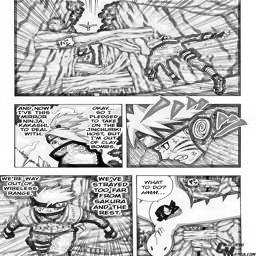 AND NOW
I'VE THIS
MIRROR
NINJA,
KAKASHI,
TO DEAL
WITH.
OKAY...
SO I
PLEDGED
TO TAKE
ON THE
JINCHURIKI
HOST, BUT
I'M OUT
OF CLAY
BOMBS.
WE'RE WAY
OUT OF
WIRELESS
RANGE.
WE'VE
STRAYED
TOO FAR
FROM
SAKURA
AND THE
REST.
WHAT
TO DO?
HMM...